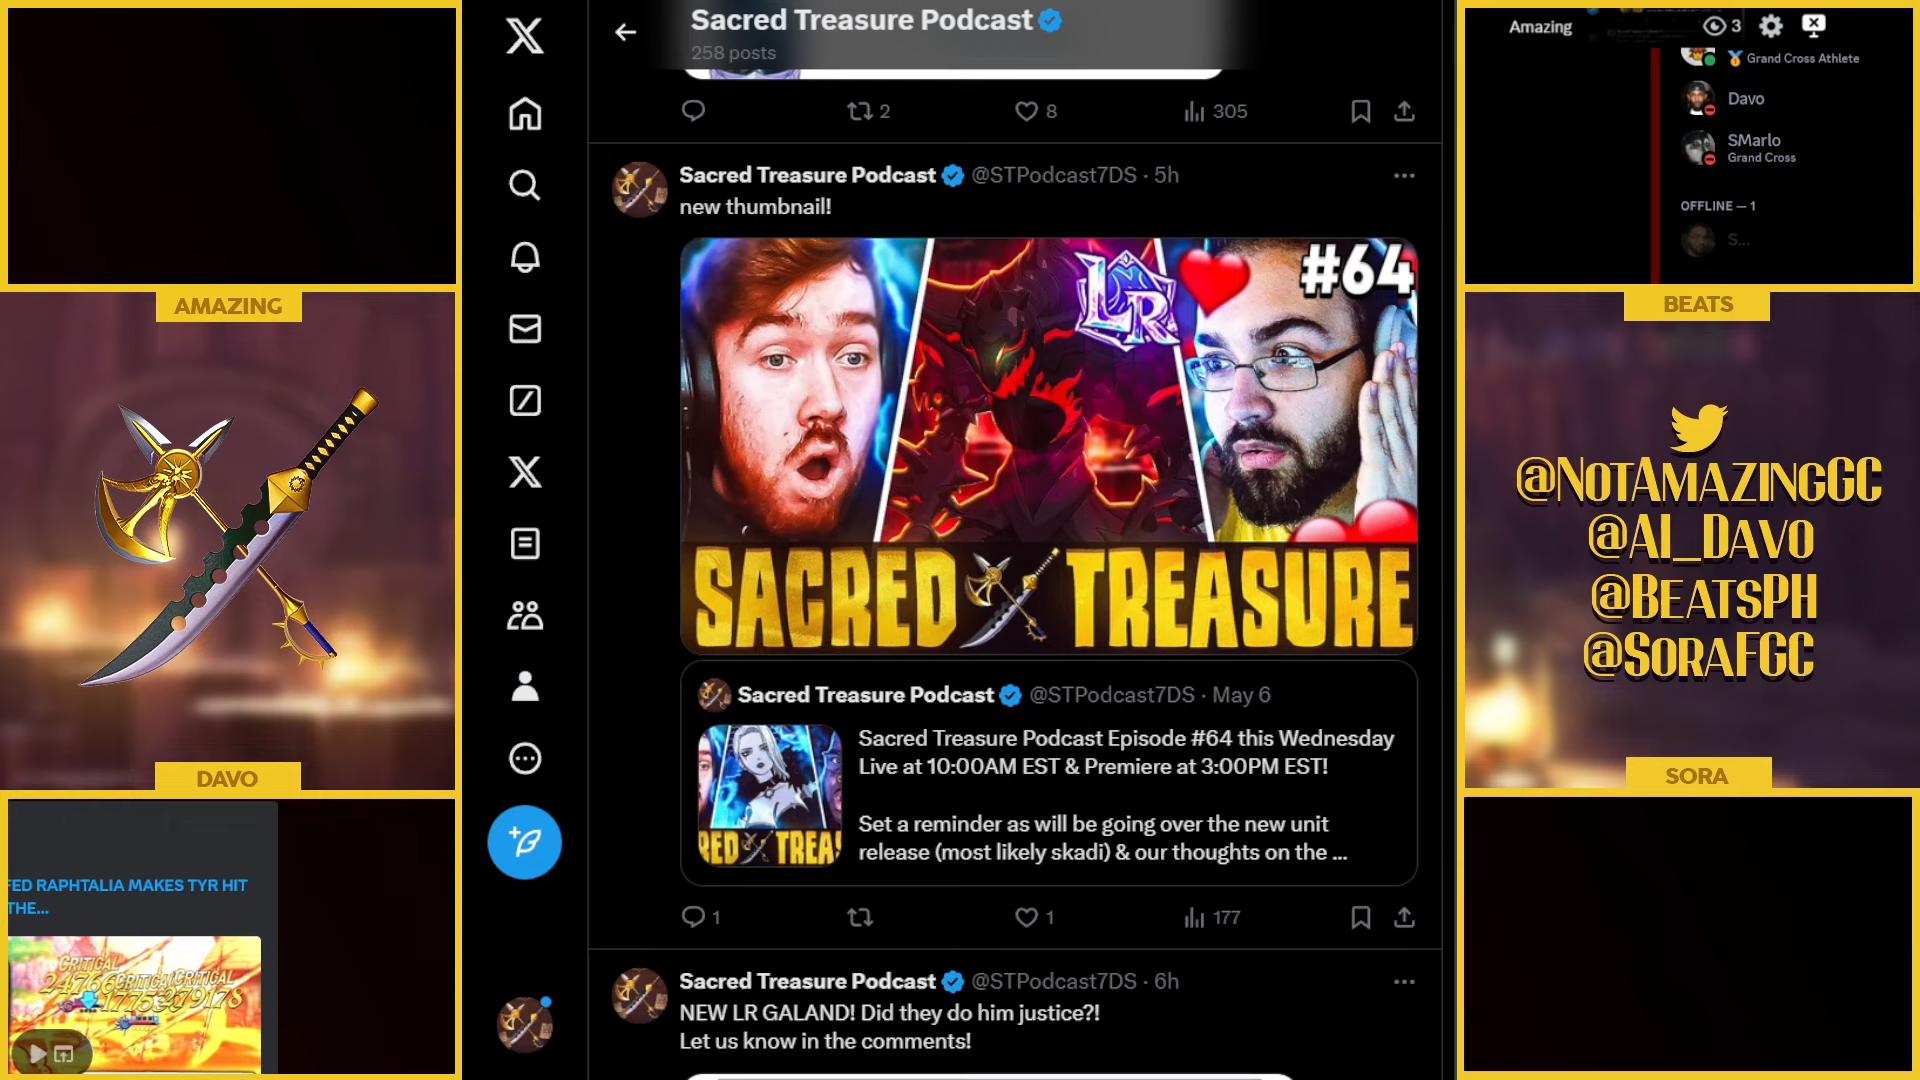 AMAZING
DAVO
FED RAPHTALIA MAKES TYR HIT
THE...
CRITICAL
CRITICAL
CRITICAL
Sacred Treasure Podcast
258 posts
2
8
305
Sacred Treasure Podcast @STPodcast7DS · 5h
new thumbnail!
LR
#64
SACRED TREASURE
Sacred Treasure Podcast @STPodcast7DS · May 6
Sacred Treasure Podcast Episode #64 this Wednesday
Live at 10:00AM EST & Premiere at 3:00PM EST!
Set a reminder as will be going over the new unit
release (most likely skadi) & our thoughts on the ...
RED TREAS
1
1
177
Sacred Treasure Podcast @STPodcast7DS · 6h
NEW LR GALAND! Did they do him justice?!
Let us know in the comments!
Amazing
3
Grand Cross Athlete
Davo
SMarlo
Grand Cross
OFFLINE — 1
S...
BEATS
@NOTAMAZINGGC
@AI_DAVO
@BEATSPH
@SORAFGC
SORA